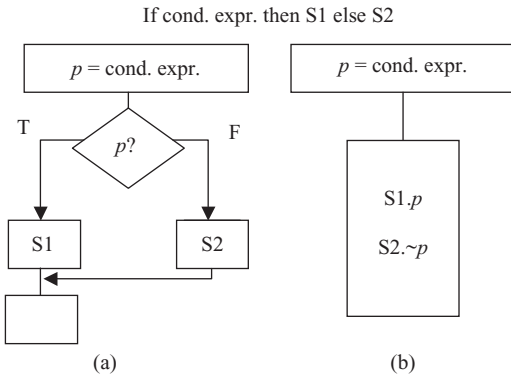 If cond. expr. then S1 else S2
p = cond. expr.
T
p?
F
S1
S2
(a)
p = cond. expr.
S1.p
S2.~p
(b)